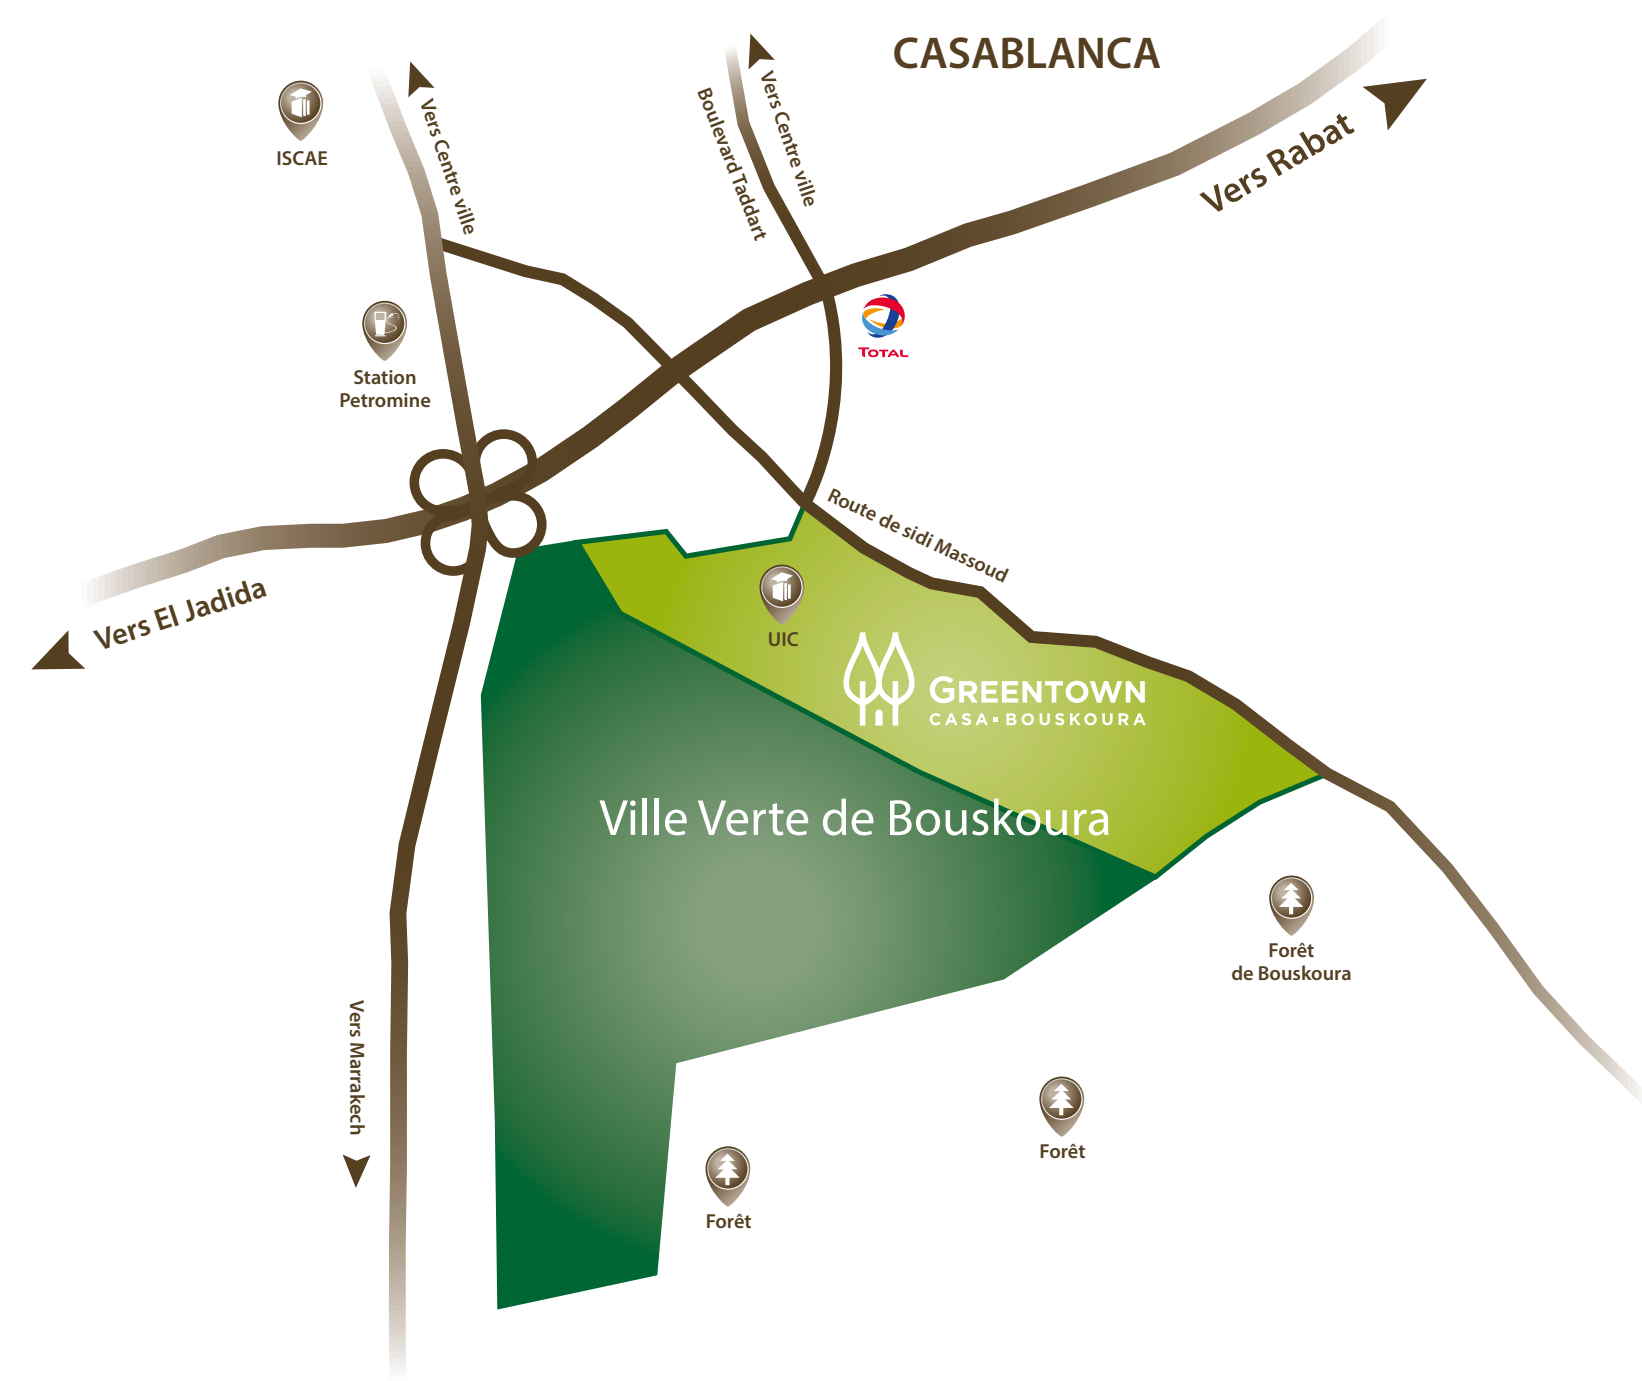 CASABLANCA
Vers Centre ville
Boulevard Taddart
Vers Centre ville
Vers Rabat
ISCAE
Station
Petromine
TOTAL
Route de sidi Massoud
Vers El Jadida
UIC
GREENTOWN
CASA BOUSKOURA
Ville Verte de Bouskoura
Forêt
de Bouskoura
Vers Marrakech
Forêt
Forêt